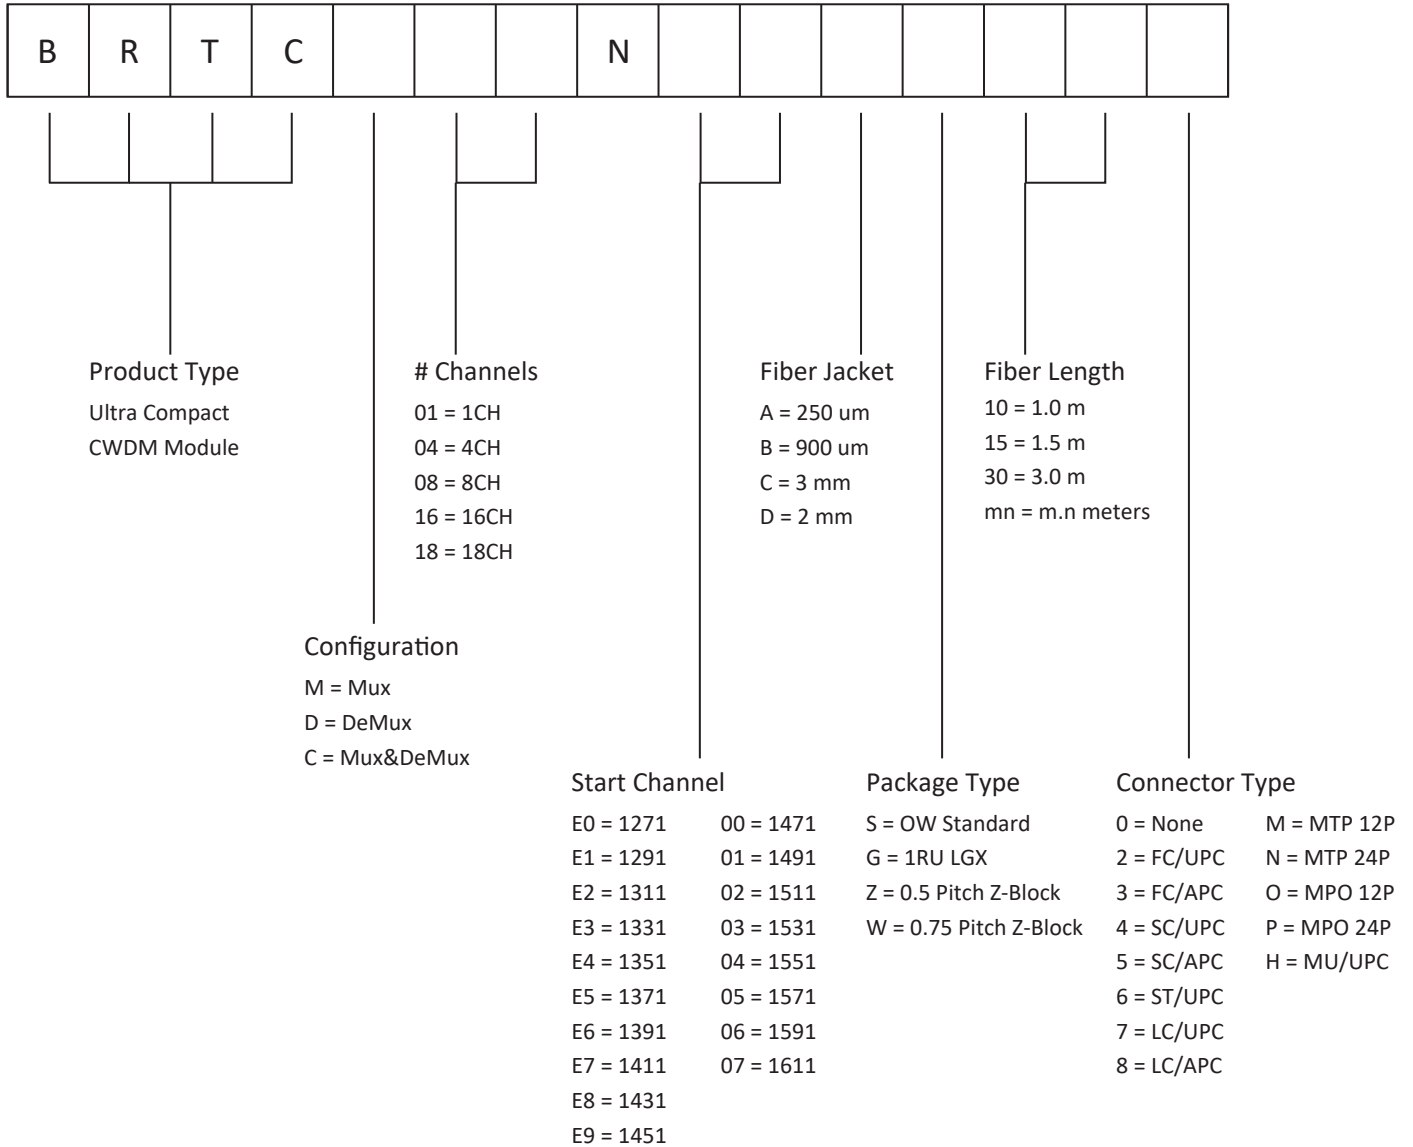 B R T C N
Product Type
Ultra Compact
CWDM Module
# Channels
01 = 1CH
04 = 4CH
08 = 8CH
16 = 16CH
18 = 18CH
Fiber Jacket
A = 250 um
B = 900 um
C = 3 mm
D = 2 mm
Fiber Length
10 = 1.0 m
15 = 1.5 m
30 = 3.0 m
mn = m.n meters
Configuration
M = Mux
D = DeMux
C = Mux&DeMux
Start Channel
E0 = 1271 00 = 1471
E1 = 1291 01 = 1491
E2 = 1311 02 = 1511
E3 = 1331 03 = 1531
E4 = 1351 04 = 1551
E5 = 1371 05 = 1571
E6 = 1391 06 = 1591
E7 = 1411 07 = 1611
E8 = 1431
E9 = 1451
Package Type
S = OW Standard
G = 1RU LGX
Z = 0.5 Pitch Z-Block
W = 0.75 Pitch Z-Block
Connector Type
0 = None M = MTP 12P
2 = FC/UPC N = MTP 24P
3 = FC/APC O = MPO 12P
4 = SC/UPC P = MPO 24P
5 = SC/APC H = MU/UPC
6 = ST/UPC
7 = LC/UPC
8 = LC/APC